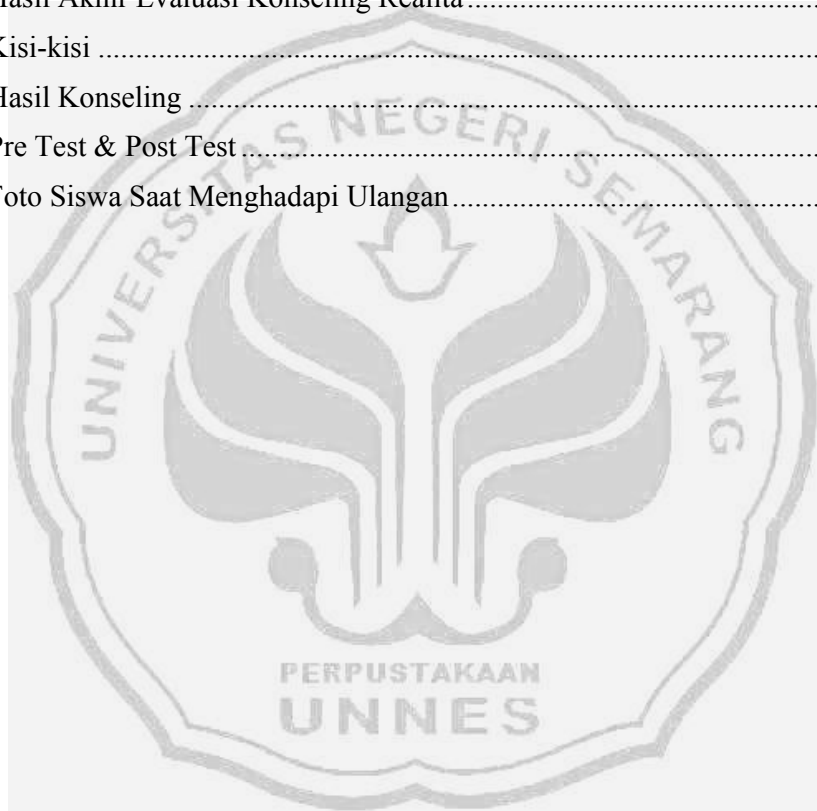 Hasil Akhir Evaluasi Konseling Realita
Kisi-kisi
Hasil Konseling
Pre Test & Post Test
Foto Siswa Saat Menghadapi Ulangan
UNIVERSITAS NEGERI SEMARANG
PERPUSTAKAAN
UNNES